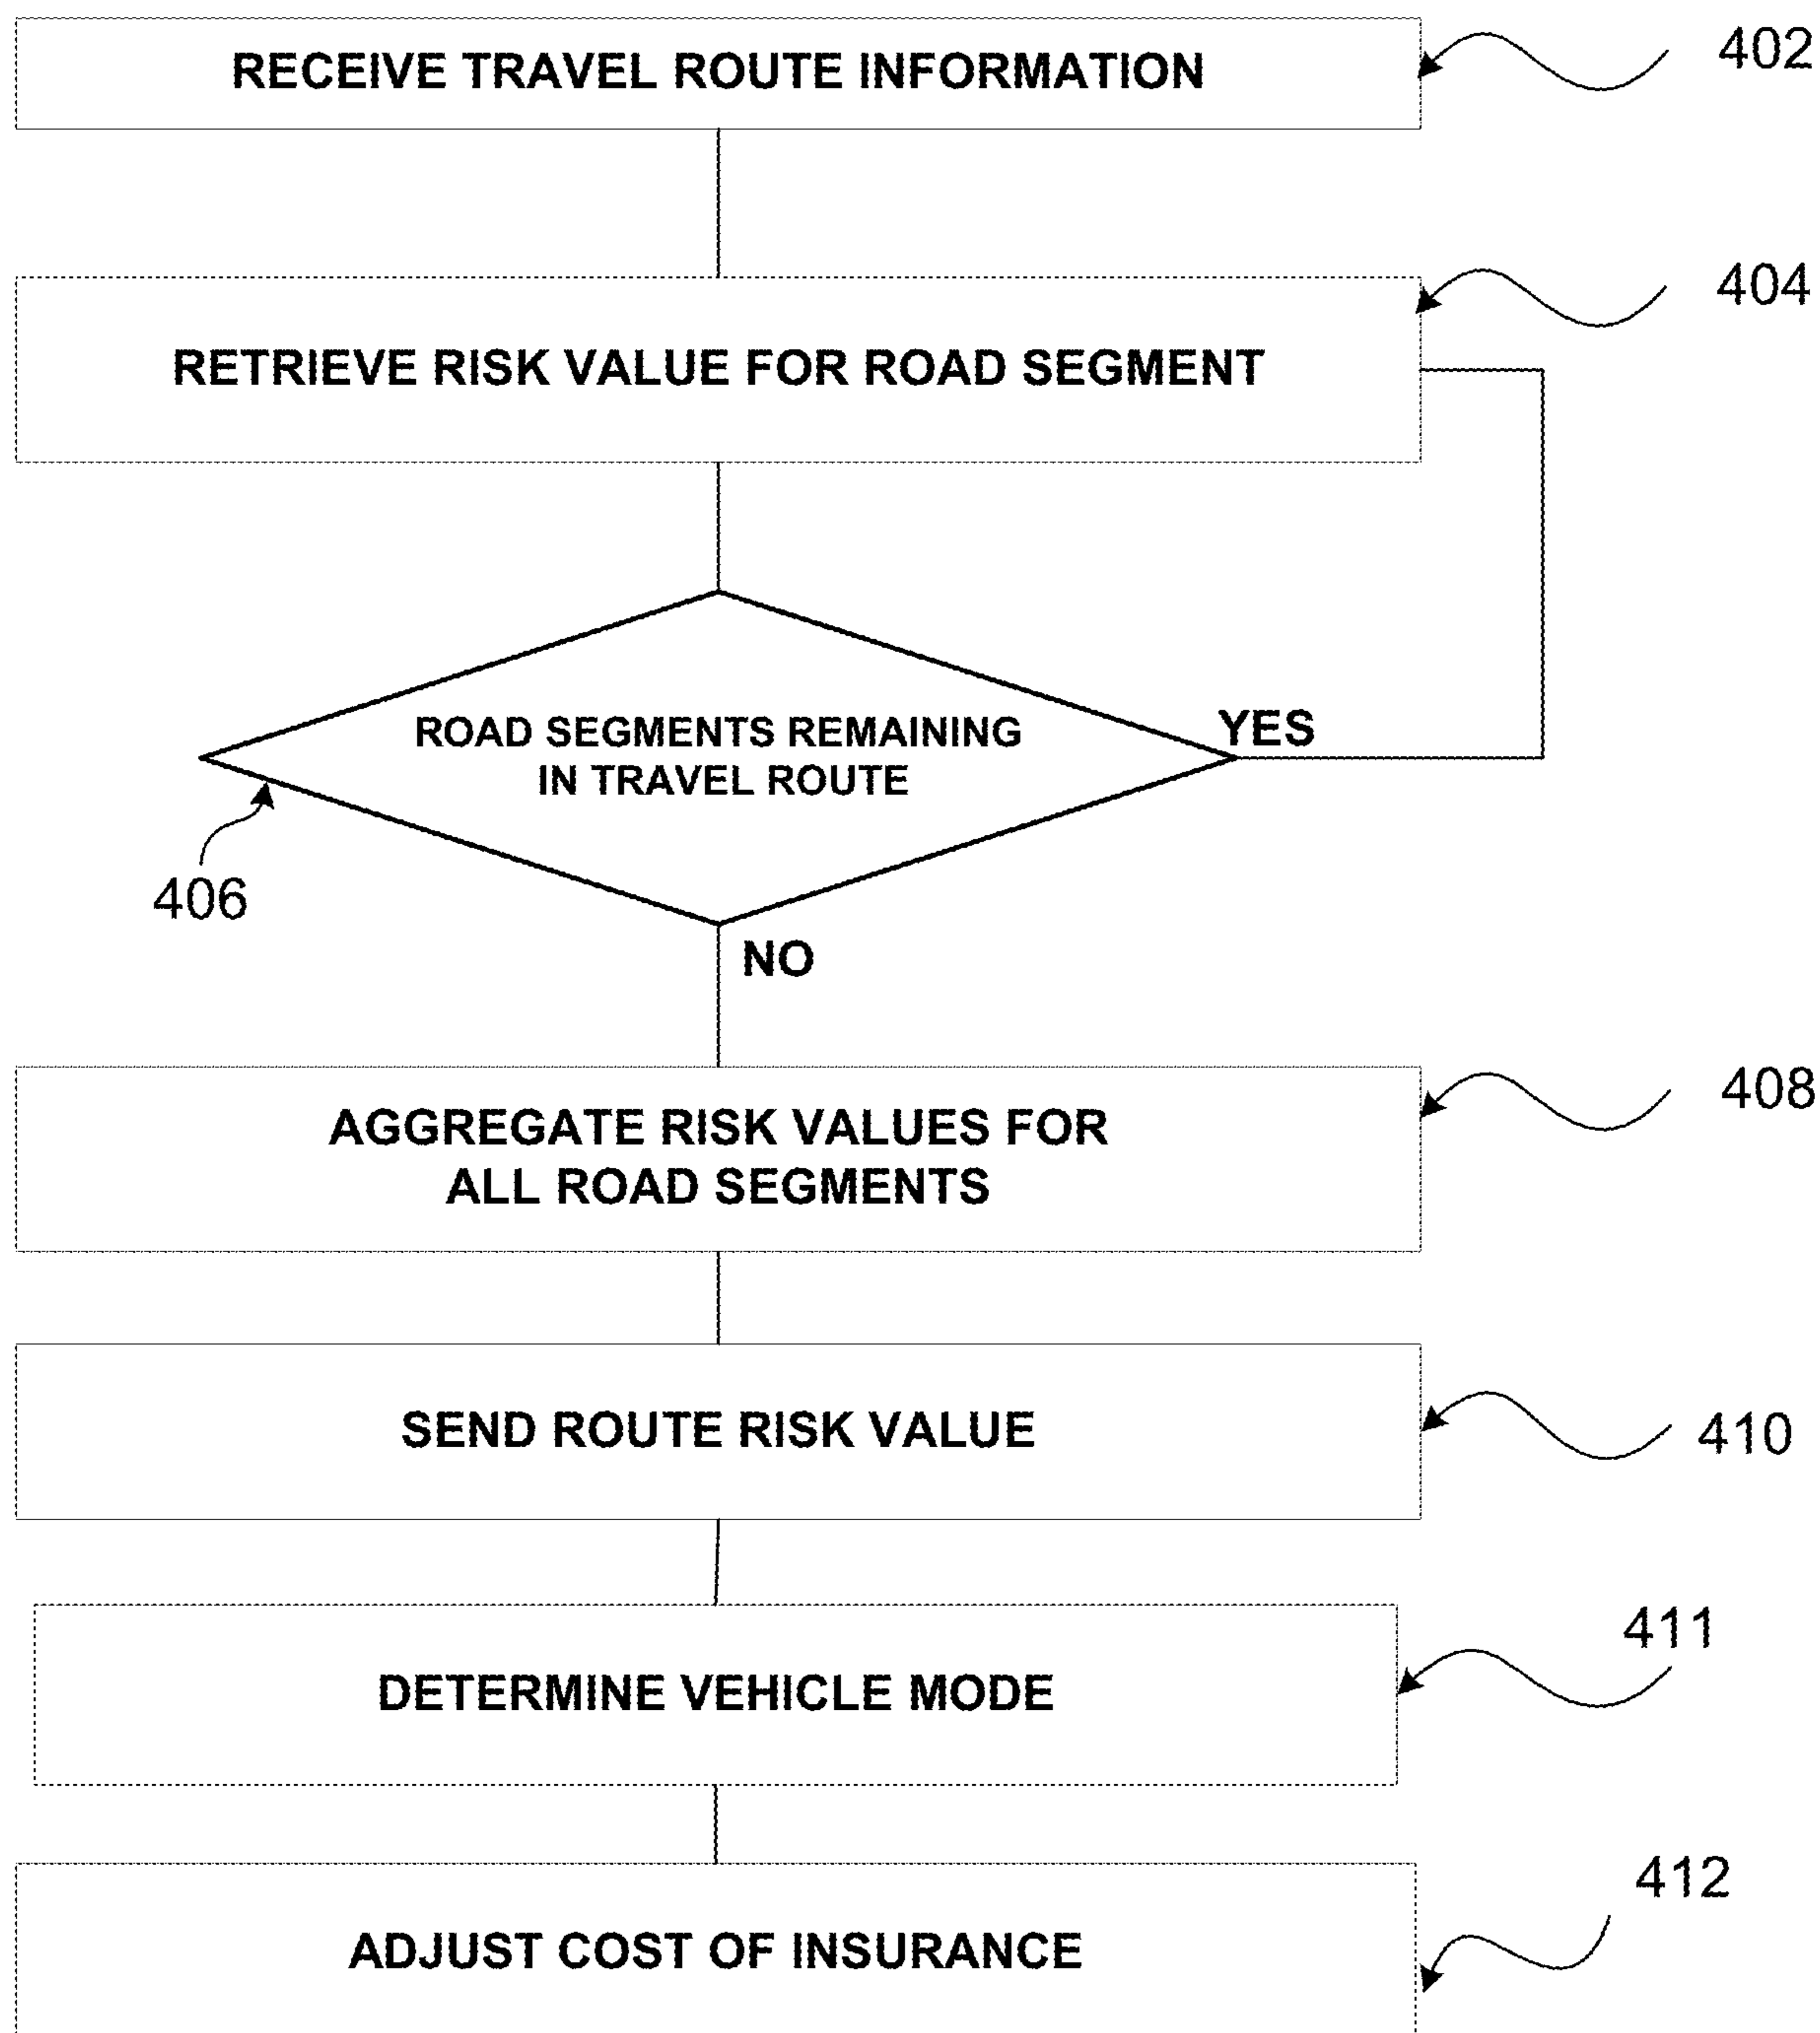 RECEIVE TRAVEL ROUTE INFORMATION
402
RETRIEVE RISK VALUE FOR ROAD SEGMENT
404
ROAD SEGMENTS REMAINING
IN TRAVEL ROUTE
YES
406
NO
AGGREGATE RISK VALUES FOR
ALL ROAD SEGMENTS
408
SEND ROUTE RISK VALUE
410
DETERMINE VEHICLE MODE
411
ADJUST COST OF INSURANCE
412